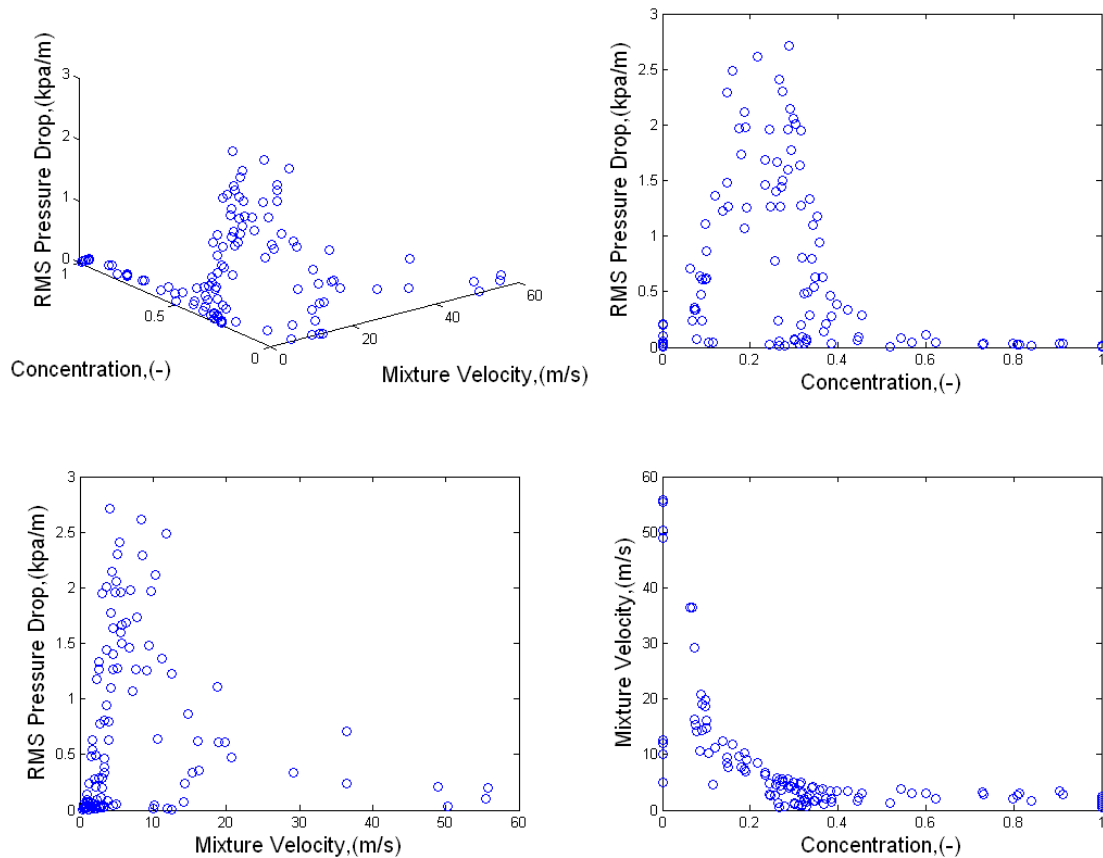 3
2
1
0
1
0.5
0
0
20
40
60
RMS Pressure Drop,(kpa/m)
Concentration,(-)
Mixture Velocity,(m/s)
3
2.5
2
1.5
1
0.5
0
0 0.2 0.4 0.6 0.8 1
RMS Pressure Drop,(kpa/m)
Concentration,(-)
3
2.5
2
1.5
1
0.5
0
0 10 20 30 40 50 60
RMS Pressure Drop,(kpa/m)
Mixture Velocity,(m/s)
60
50
40
30
20
10
0
0 0.2 0.4 0.6 0.8 1
Mixture Velocity,(m/s)
Concentration,(-)